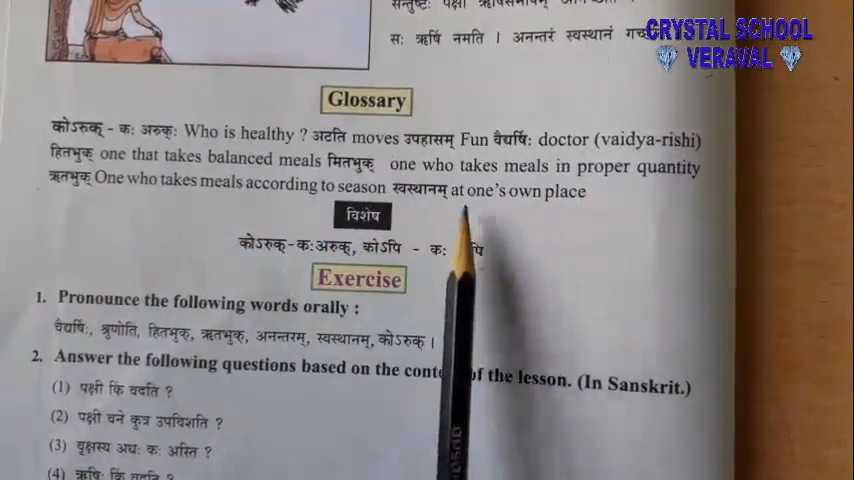 सन्तुष्टः पक्षी
सः ऋषिं नमति । अनन्तरं स्वस्थानं
CRYSTAL SCHOOL
VERAVAL
Glossary
कोऽरुक् - कः अरुक्ः Who is healthy ? अटति moves उपहासम् Fun वैद्यर्षिः doctor (vaidya-rishi)
हितभुक् one that takes balanced meals मितभुक् one who takes meals in proper quantity
ऋतभुक् One who takes meals according to season स्वस्थानम् at one's own place
विशेष
कोऽरुक्-कःअरुक्, कोऽपि - कः पि
Exercise
1. Pronounce the following words orally :
वैद्यर्षिः, श्रुणोति, हितभुक्, ऋतभुक्, अनन्तरम्, स्वस्थानम्, कोऽरुक् ।
2. Answer the following questions based on the conte of the lesson. (In Sanskrit.)
(1) पक्षी किं वदति ?
(2) पक्षी वने कुत्र उपविशति ?
(3) वृक्षस्य अधः कः अस्ति ?
(4) ऋषिः किं वदति ?